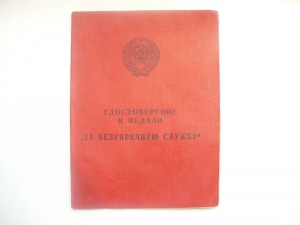 УДОСТОВЕРЕНИЕ
К МЕДАЛИ
„ЗА БЕЗУПРЕЧНУЮ СЛУЖБУ“